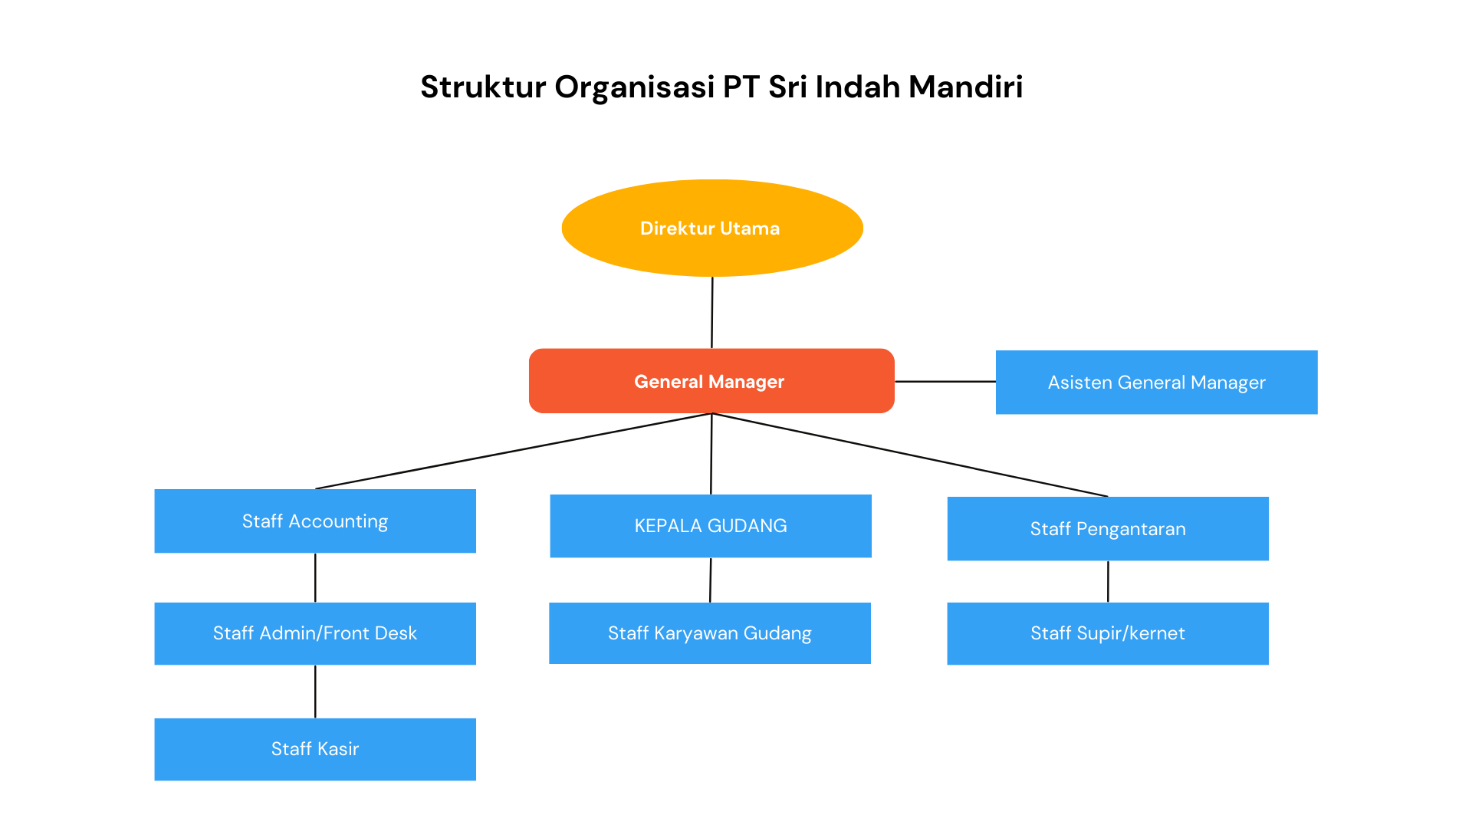 Struktur Organisasi PT Sri Indah Mandiri
Direktur Utama
General Manager
Asisten General Manager
Staff Accounting
KEPALA GUDANG
Staff Pengantaran
Staff Admin/Front Desk
Staff Karyawan Gudang
Staff Supir/kernet
Staff Kasir